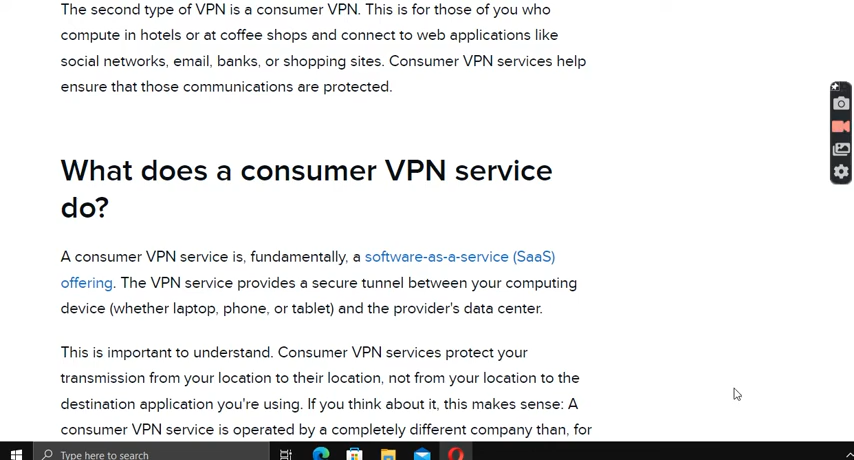 The second type of VPN is a consumer VPN. This is for those of you who
compute in hotels or at coffee shops and connect to web applications like
social networks, email, banks, or shopping sites. Consumer VPN services help
ensure that those communications are protected.
What does a consumer VPN service
do?
A consumer VPN service is, fundamentally, a software-as-a-service (SaaS)
offering. The VPN service provides a secure tunnel between your computing
device (whether laptop, phone, or tablet) and the provider's data center.
This is important to understand. Consumer VPN services protect your
transmission from your location to their location, not from your location to the
destination application you're using. If you think about it, this makes sense: A
consumer VPN service is operated by a completely different company than, for
Type here to search